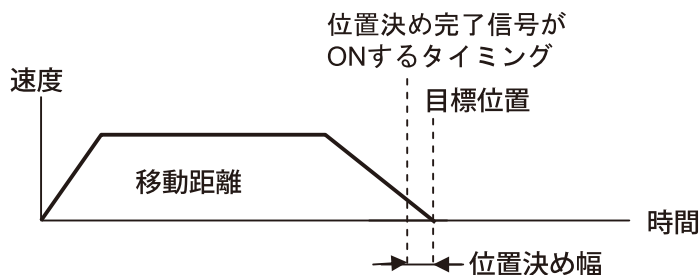 位置決め完了信号が
ONするタイミング
速度
目標位置
移動距離
時間
位置決め幅